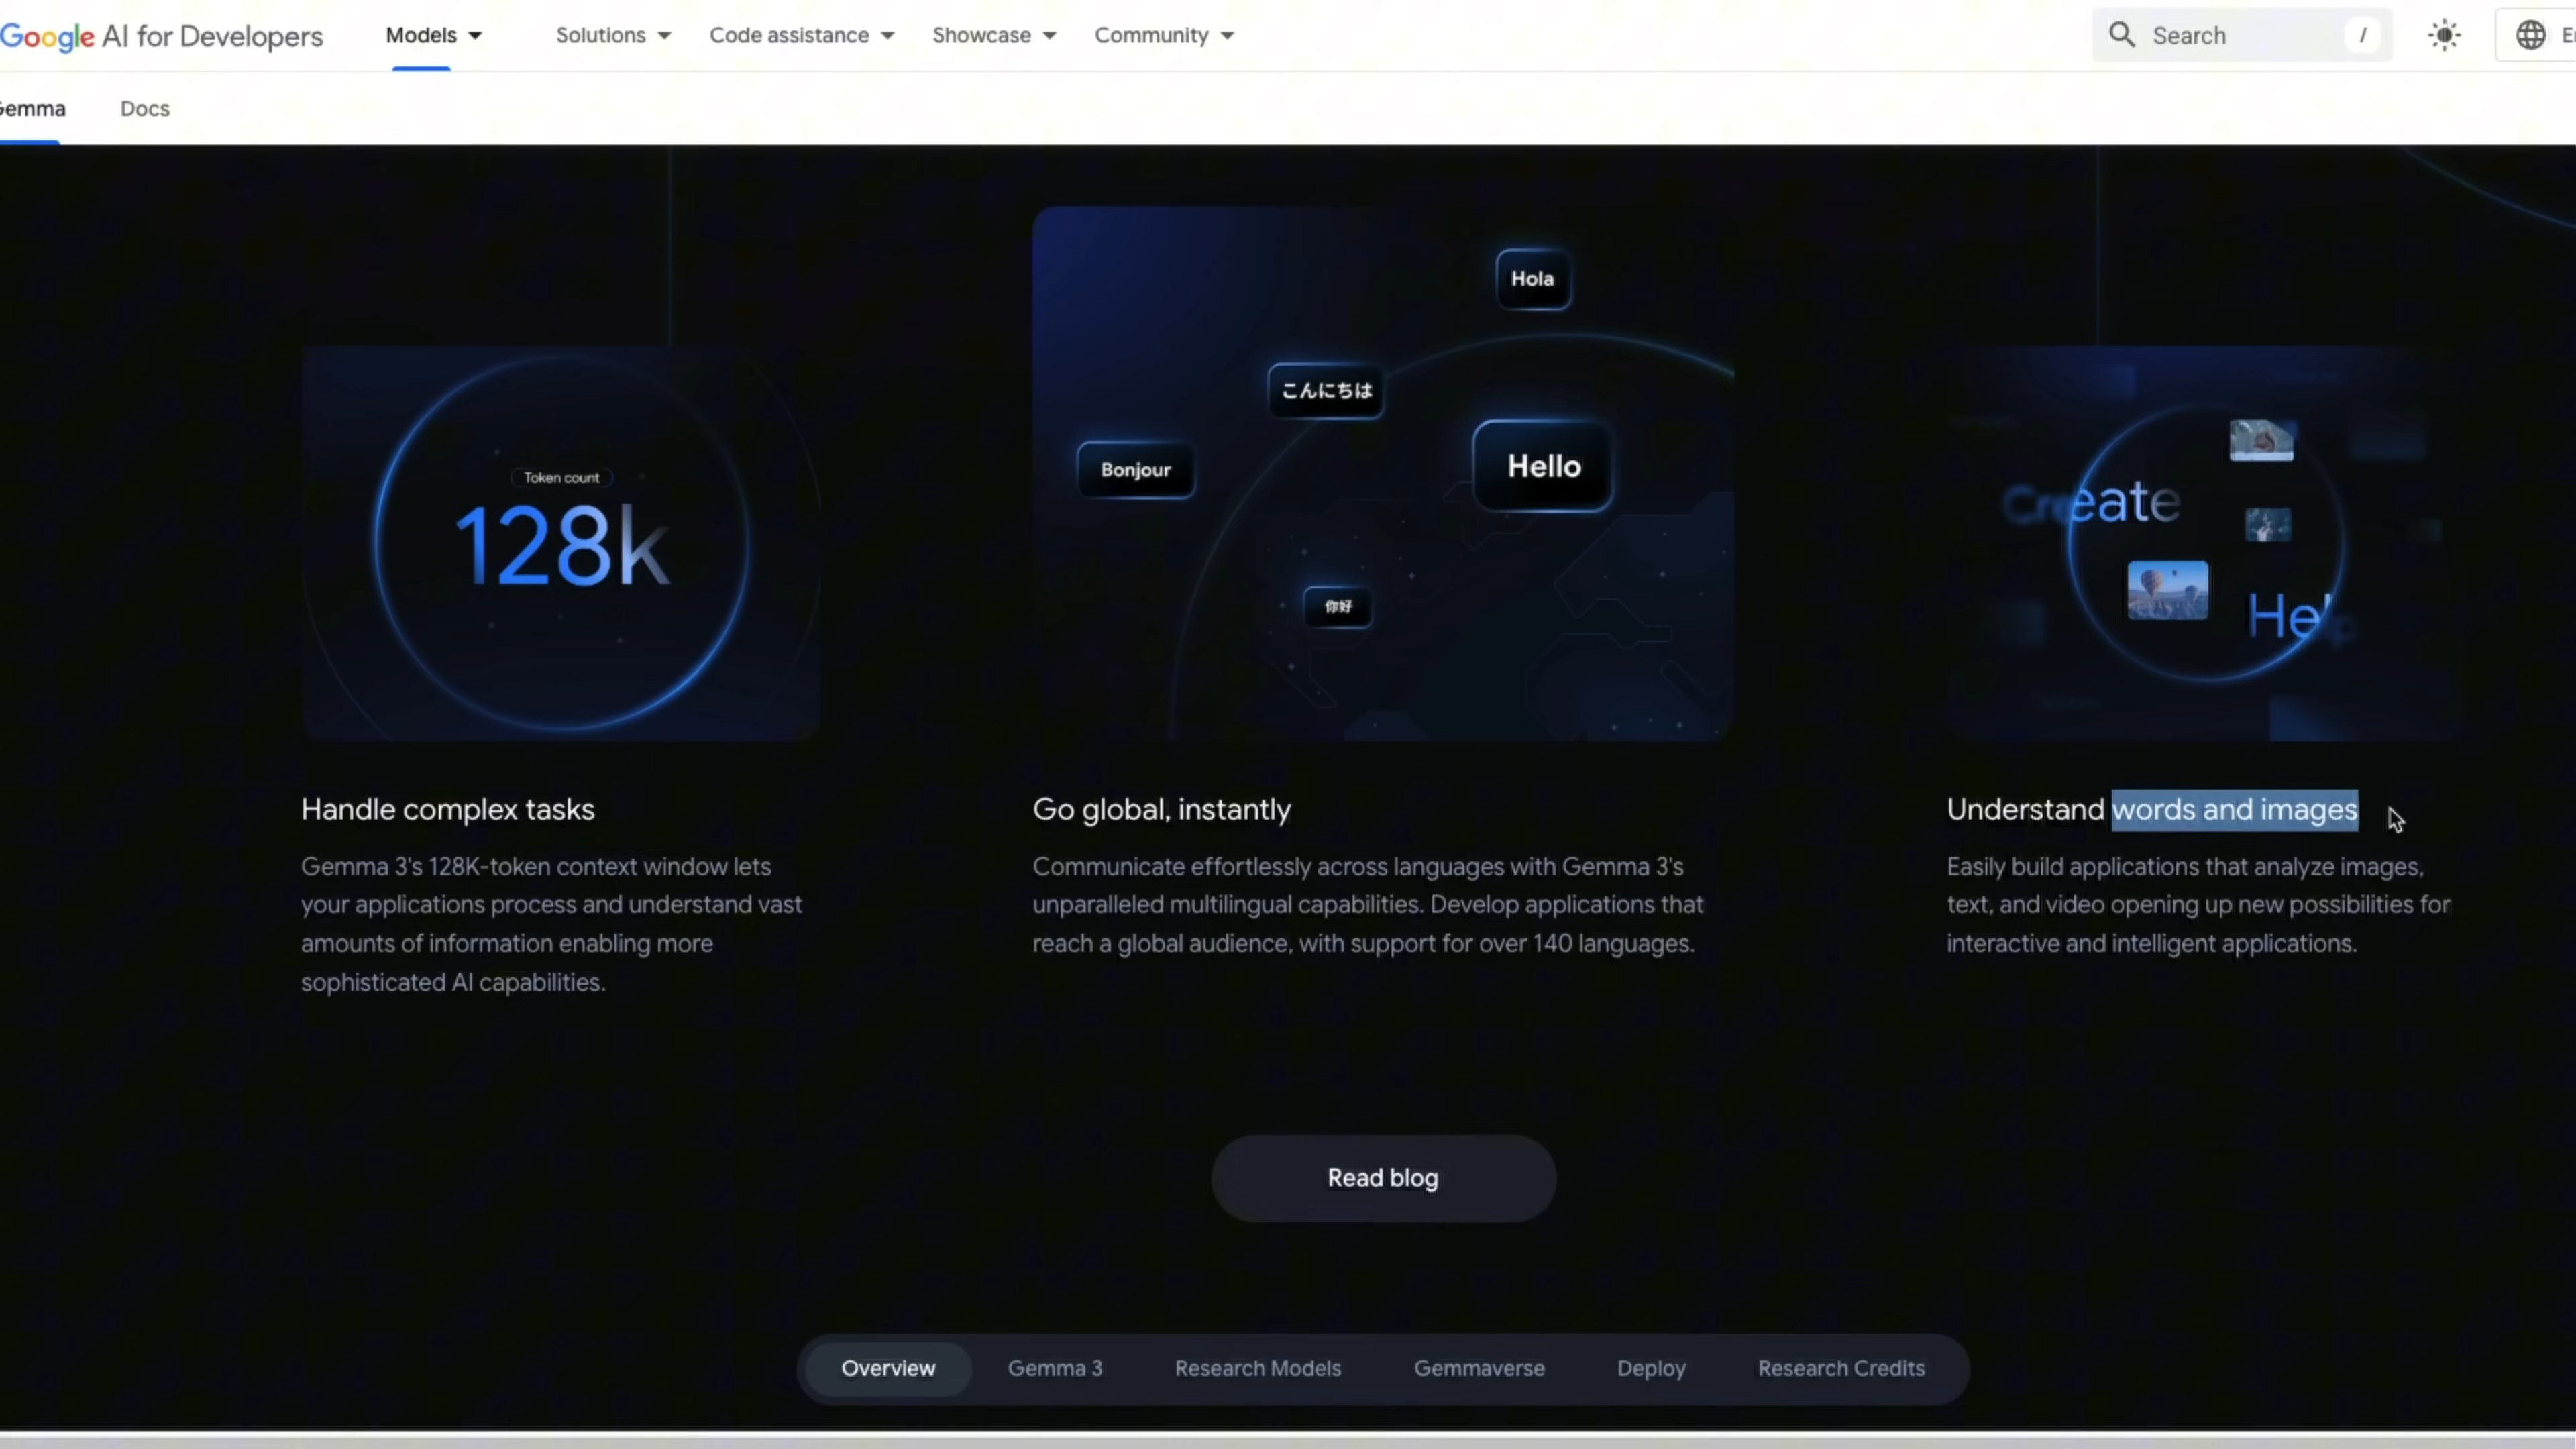 Google AI for Developers
Models
Solutions
Code assistance
Showcase
Community
Search
/
Docs
Token count
128k
Hola
こんにちは
Bonjour
Hello
你好
Create
Help
Handle complex tasks
Gemma 3's 128K-token context window lets
your applications process and understand vast
amounts of information enabling more
sophisticated AI capabilities.
Go global, instantly
Communicate effortlessly across languages with Gemma 3's
unparalleled multilingual capabilities. Develop applications that
reach a global audience, with support for over 140 languages.
Understand words and images
Easily build applications that analyze images,
text, and video opening up new possibilities for
interactive and intelligent applications.
Read blog
Overview
Gemma 3
Research Models
Gemmaverse
Deploy
Research Credits